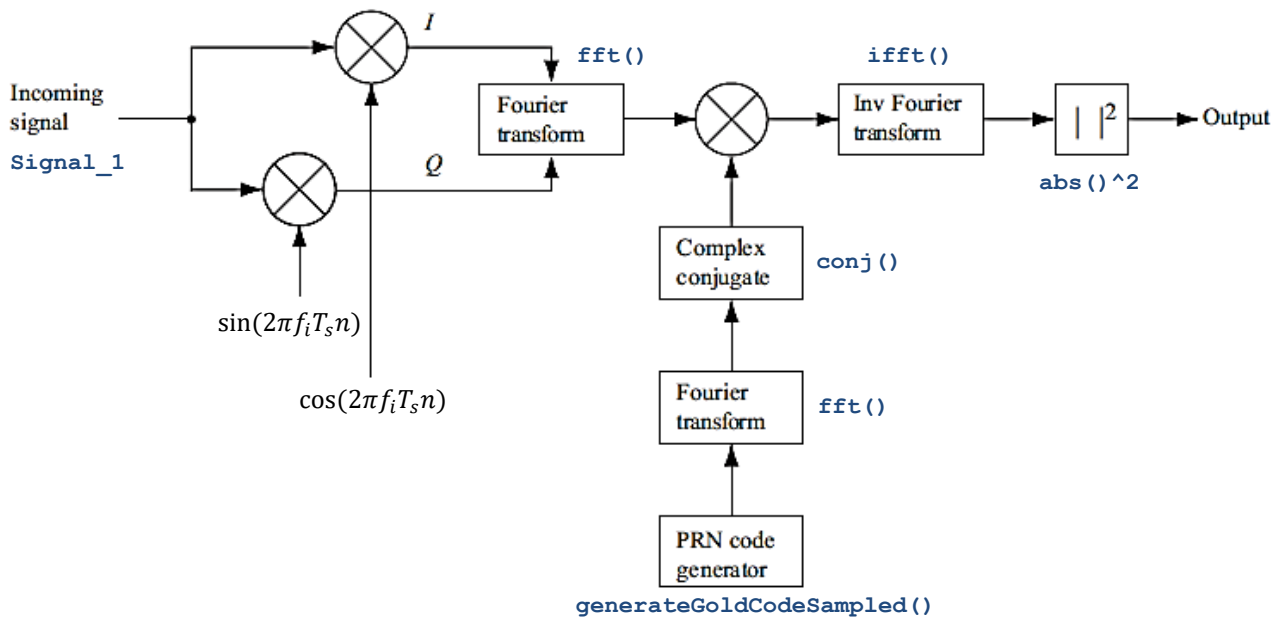 I
fft()
ifft()
Incoming
signal
Signal_1
Fourier
transform
Inv Fourier
transform
| |²
Output
Q
abs()^2
Complex
conjugate
conj()
sin(2πfᵢTₛn)
cos(2πfᵢTₛn)
Fourier
transform
fft()
PRN code
generator
generateGoldCodeSampled()